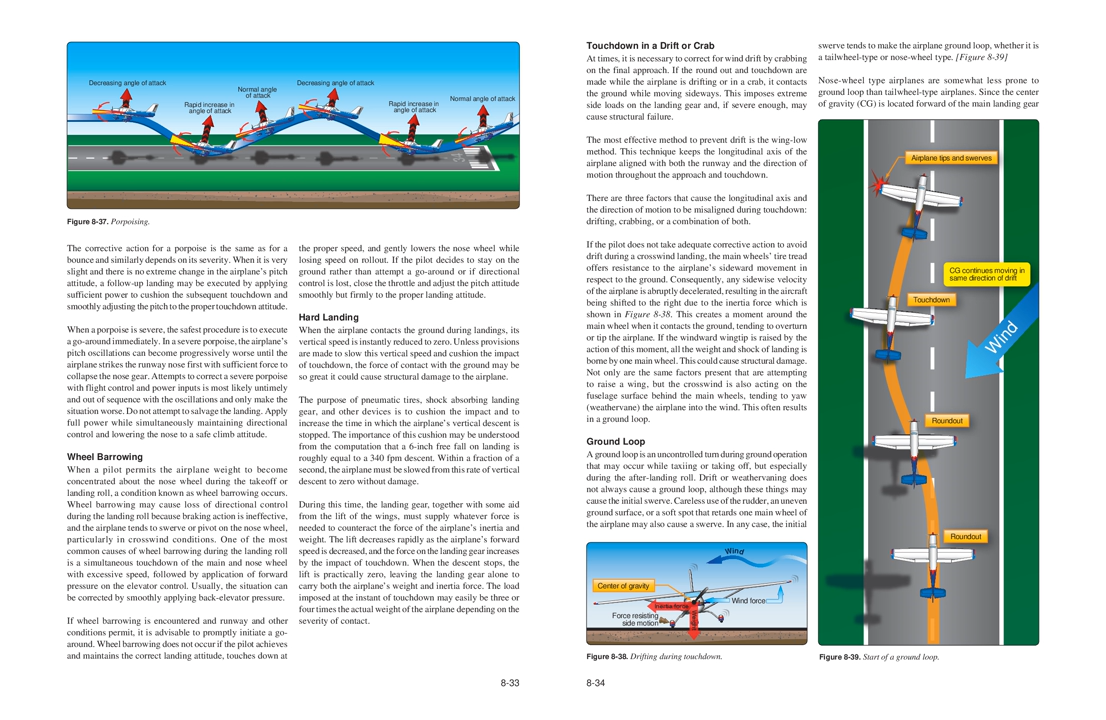 Decreasing angle of attack
Decreasing angle of attack
Rapid increase in
angle of attack
Normal angle
of attack
Rapid increase in
angle of attack
Normal angle of attack
Figure 8-37. Porpoising.
The corrective action for a porpoise is the same as for a
bounce and similarly depends on its severity. When it is very
slight and there is no extreme change in the airplane's pitch
attitude, a follow-up landing may be executed by applying
sufficient power to cushion the subsequent touchdown and
smoothly adjusting the pitch to the proper touchdown attitude.
When a porpoise is severe, the safest procedure is to execute
a go-around immediately. In a severe porpoise, the airplane's
pitch oscillations can become progressively worse until the
airplane strikes the runway nose first with sufficient force to
collapse the nose gear. Attempts to correct a severe porpoise
with flight control and power inputs is most likely untimely
and out of sequence with the oscillations and only make the
situation worse. Do not attempt to salvage the landing. Apply
full power while simultaneously maintaining directional
control and lowering the nose to a safe climb attitude.
Wheel Barrowing
When a pilot permits the airplane weight to become
concentrated about the nose wheel during the takeoff or
landing roll, a condition known as wheel barrowing occurs.
Wheel barrowing may cause loss of directional control
during the landing roll because braking action is ineffective,
and the airplane tends to swerve or pivot on the nose wheel,
particularly in crosswind conditions. One of the most
common causes of wheel barrowing during the landing roll
is a simultaneous touchdown of the main and nose wheel
with excessive speed, followed by application of forward
pressure on the elevator control. Usually, the situation can
be corrected by smoothly applying back-elevator pressure.
If wheel barrowing is encountered and runway and other
conditions permit, it is advisable to promptly initiate a go-
around. Wheel barrowing does not occur if the pilot achieves
and maintains the correct landing attitude, touches down at
the proper speed, and gently lowers the nose wheel while
losing speed on rollout. If the pilot decides to stay on the
ground rather than attempt a go-around or if directional
control is lost, close the throttle and adjust the pitch attitude
smoothly but firmly to the proper landing attitude.
Hard Landing
When the airplane contacts the ground during landings, its
vertical speed is instantly reduced to zero. Unless provisions
are made to slow this vertical speed and cushion the impact
of touchdown, the force of contact with the ground may be
so great it could cause structural damage to the airplane.
The purpose of pneumatic tires, shock absorbing landing
gear, and other devices is to cushion the impact and to
increase the time in which the airplane's vertical descent is
stopped. The importance of this cushion may be understood
from the computation that a 6-inch free fall on landing is
roughly equal to a 340 fpm descent. Within a fraction of a
second, the airplane must be slowed from this rate of vertical
descent to zero without damage.
During this time, the landing gear, together with some aid
from the lift of the wings, must supply whatever force is
needed to counteract the force of the airplane's inertia and
weight. The lift decreases rapidly as the airplane's forward
speed is decreased, and the force on the landing gear increases
by the impact of touchdown. When the descent stops, the
lift is practically zero, leaving the landing gear alone to
carry both the airplane's weight and inertia force. The load
imposed at the instant of touchdown may easily be three or
four times the actual weight of the airplane depending on the
severity of contact.
8-33
Touchdown in a Drift or Crab
At times, it is necessary to correct for wind drift by crabbing
on the final approach. If the round out and touchdown are
made while the airplane is drifting or in a crab, it contacts
the ground while moving sideways. This imposes extreme
side loads on the landing gear and, if severe enough, may
cause structural failure.
The most effective method to prevent drift is the wing-low
method. This technique keeps the longitudinal axis of the
airplane aligned with both the runway and the direction of
motion throughout the approach and touchdown.
There are three factors that cause the longitudinal axis and
the direction of motion to be misaligned during touchdown:
drifting, crabbing, or a combination of both.
If the pilot does not take adequate corrective action to avoid
drift during a crosswind landing, the main wheels' tire tread
offers resistance to the airplane's sideward movement in
respect to the ground. Consequently, any sidewise velocity
of the airplane is abruptly decelerated, resulting in the aircraft
being shifted to the right due to the inertia force which is
shown in Figure 8-38. This creates a moment around the
main wheel when it contacts the ground, tending to overturn
or tip the airplane. If the windward wingtip is raised by the
action of this moment, all the weight and shock of landing is
borne by one main wheel. This could cause structural damage.
Not only are the same factors present that are attempting
to raise a wing, but the crosswind is also acting on the
fuselage surface behind the main wheels, tending to yaw
(weathervane) the airplane into the wind. This often results
in a ground loop.
Ground Loop
A ground loop is an uncontrolled turn during ground operation
that may occur while taxiing or taking off, but especially
during the after-landing roll. Drift or weathervaning does
not always cause a ground loop, although these things may
cause the initial swerve. Careless use of the rudder, an uneven
ground surface, or a soft spot that retards one main wheel of
the airplane may also cause a swerve. In any case, the initial
Wind
Center of gravity
Wind force
Inertia force
Weight
Force resisting
side motion
Figure 8-38. Drifting during touchdown.
swerve tends to make the airplane ground loop, whether it is
a tailwheel-type or nose-wheel type. [Figure 8-39]
Nose-wheel type airplanes are somewhat less prone to
ground loop than tailwheel-type airplanes. Since the center
of gravity (CG) is located forward of the main landing gear
Airplane tips and swerves
CG continues moving in
same direction of drift
Touchdown
Wind
Roundout
Roundout
Figure 8-39. Start of a ground loop.
8-34